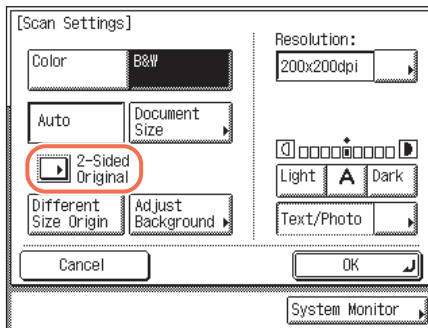 [Scan Settings]
Color
B&W
Auto
Document
Size
2-Sided
Original
Different
Size Origin
Adjust
Background
Cancel
Resolution:
200x200dpi
Light
A
Dark
Text/Photo
OK
System Monitor